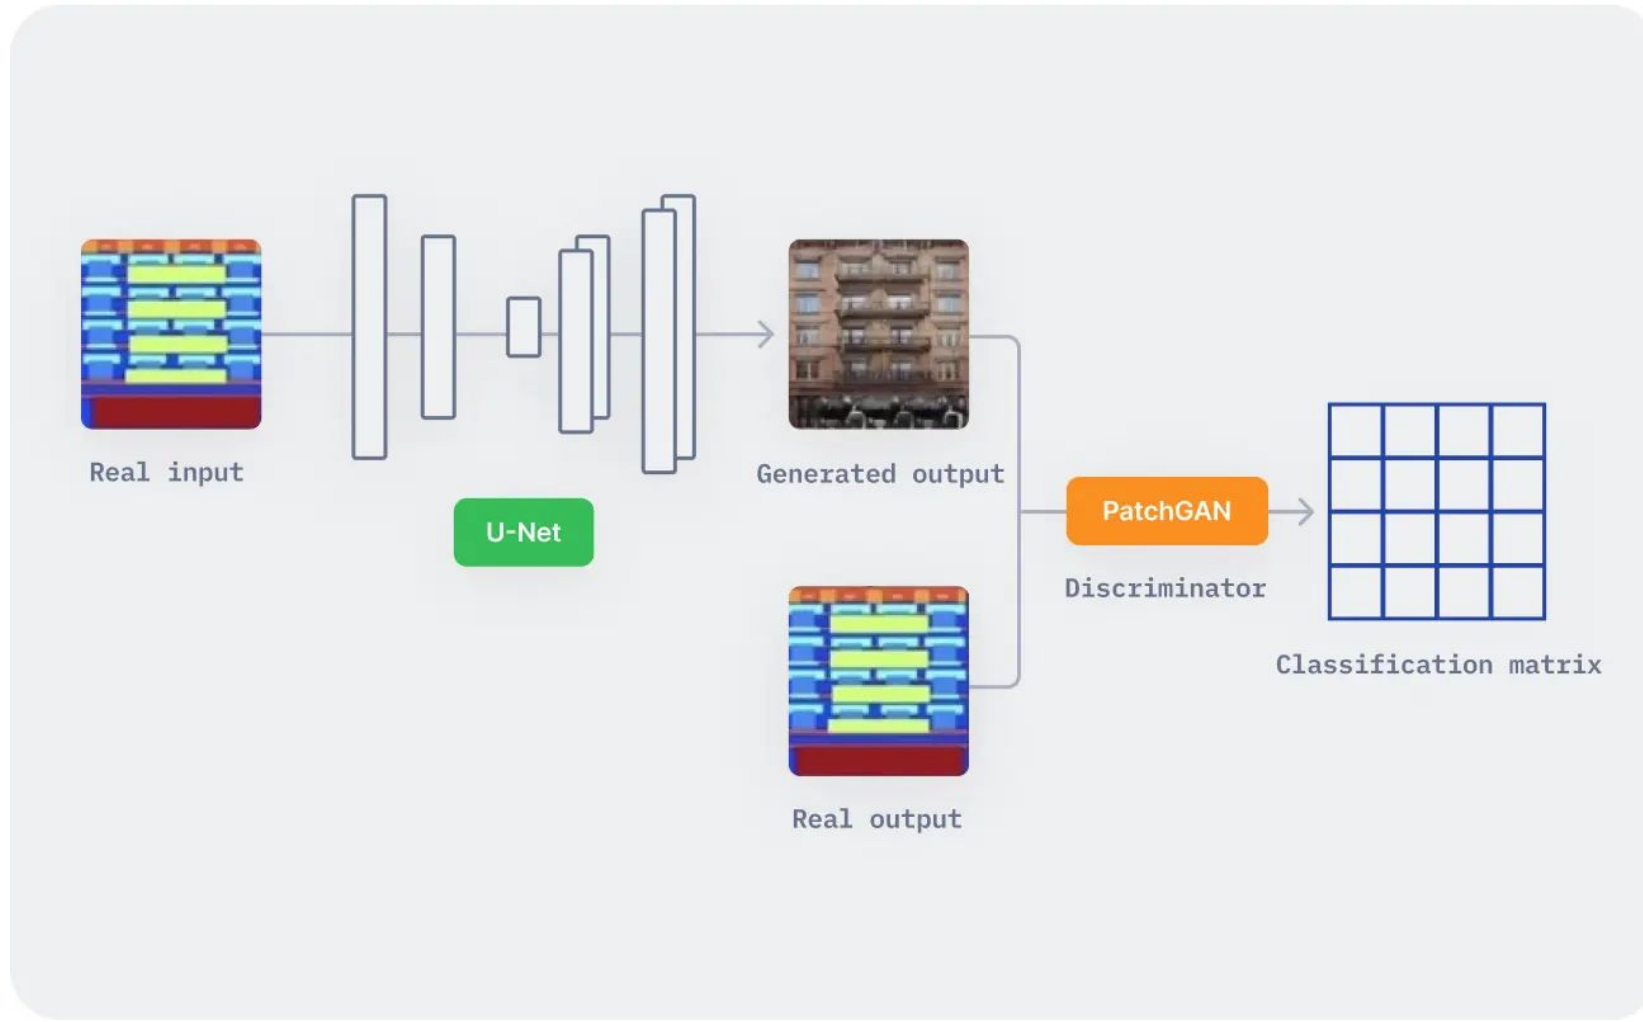 Real input
U-Net
Generated output
PatchGAN
Discriminator
Classification matrix
Real output